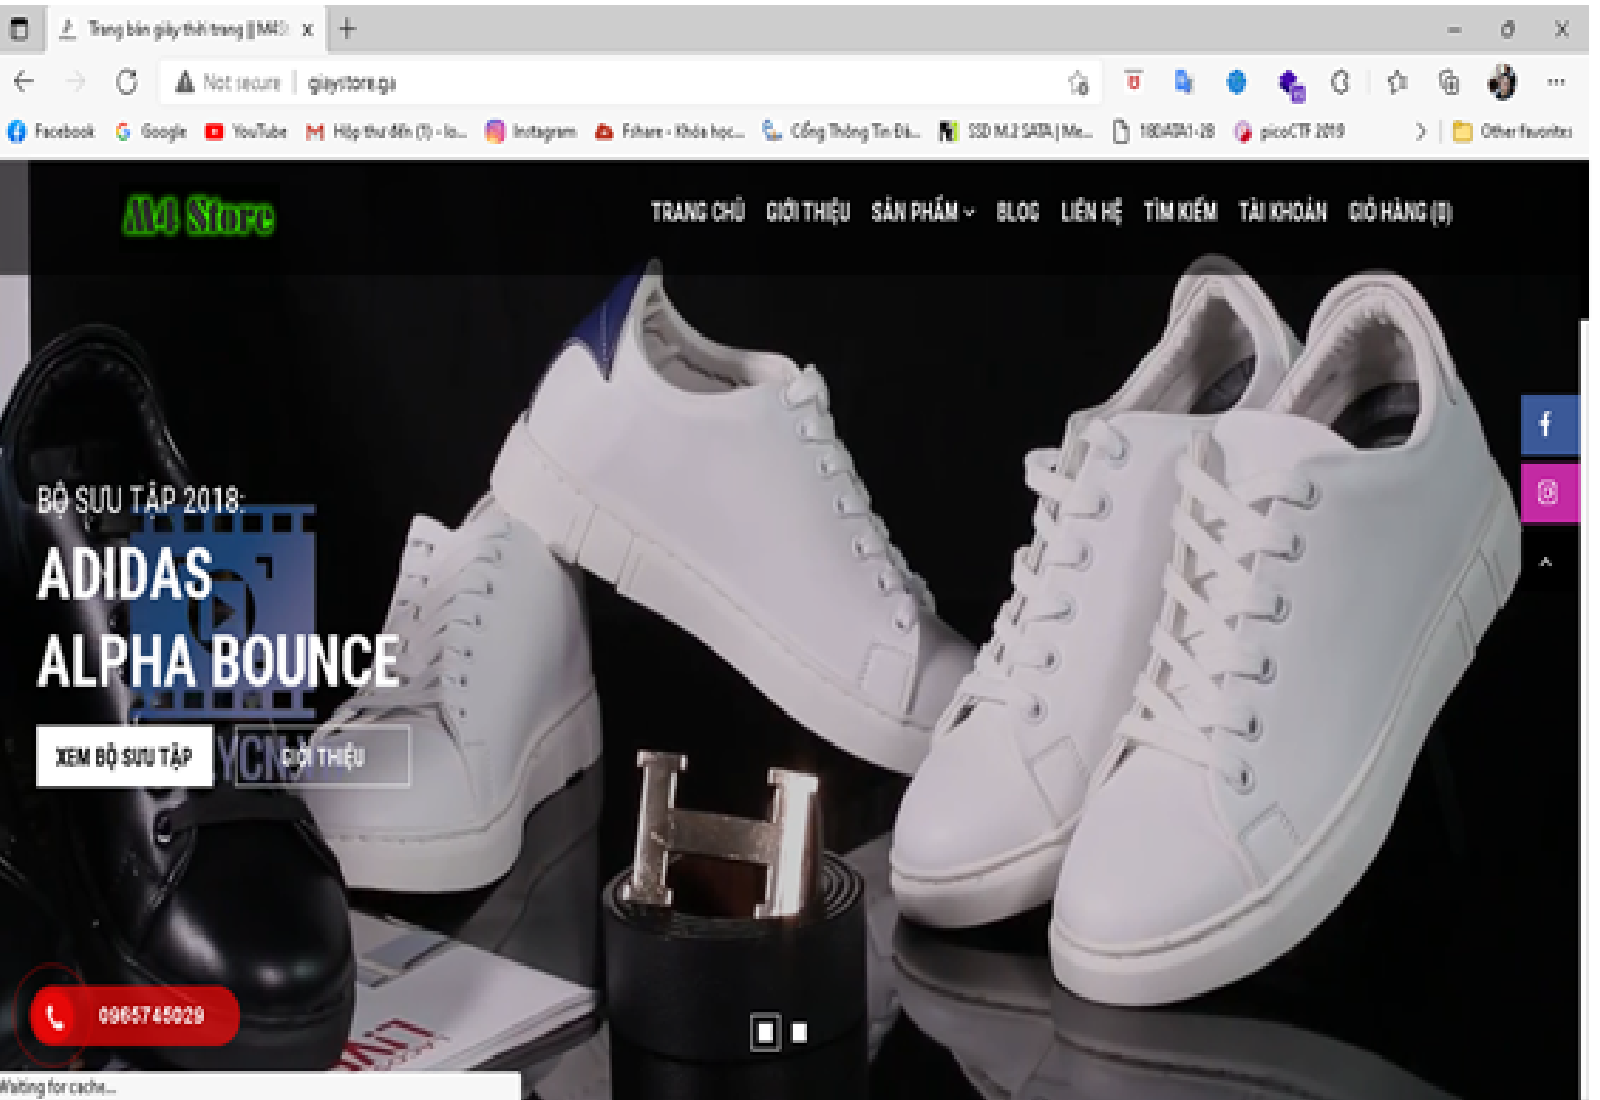 Trang bán giày thời trang || M4S
Not secure | giaystore.ga
Facebook Google YouTube Hộp thư đến (1) - lo... Instagram Fshare - Khóa học... Cổng Thông Tin Đà... SSD M.2 SATA | Me... 180ATA1-28 picoCTF 2019 Other favorites
M4 Store
TRANG CHỦ GIỚI THIỆU SẢN PHẨM BLOG LIÊN HỆ TÌM KIẾM TÀI KHOẢN GIỎ HÀNG (0)
BỘ SƯU TẬP 2018:
ADIDAS
ALPHA BOUNCE
XEM BỘ SƯU TẬP GIỚI THIỆU
0965745029
Waiting for cache...